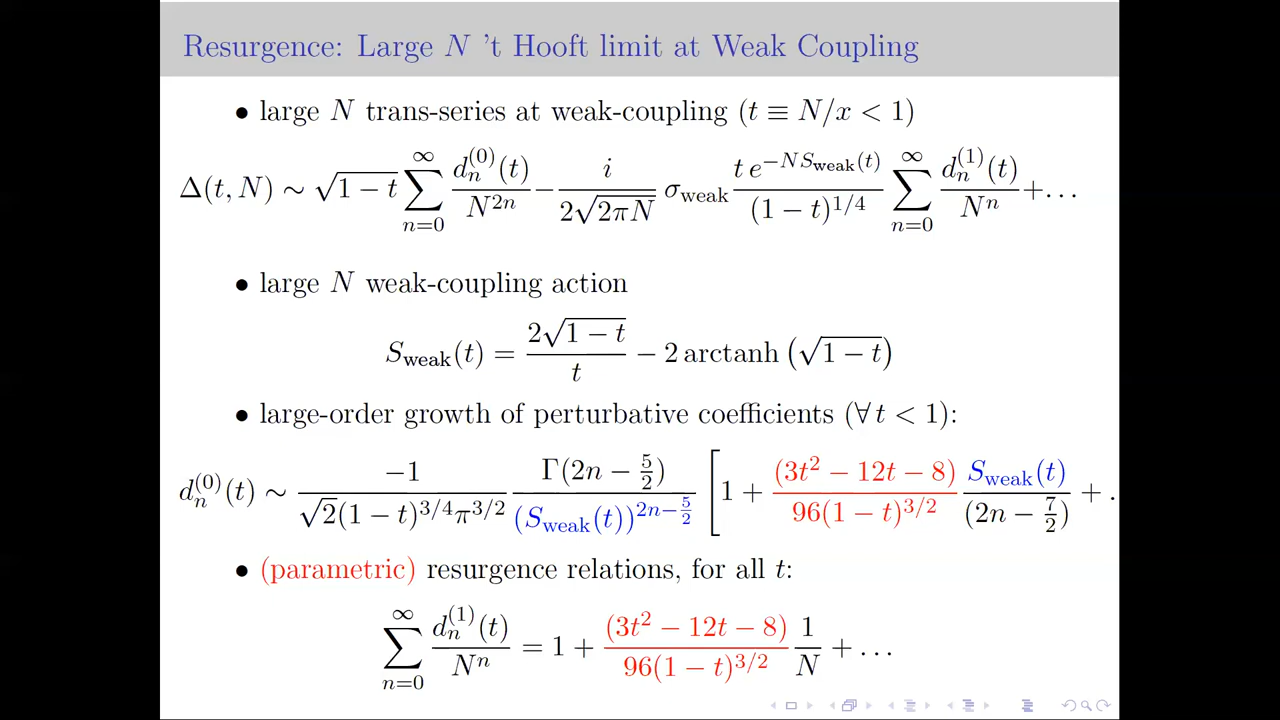 Resurgence: Large N 't Hooft limit at Weak Coupling
• large N trans-series at weak-coupling (t ≡ N/x < 1)
Δ(t, N) ∼ √(1 − t) ∑_{n=0}^{∞} d_n^{(0)}(t)/N^{2n} − i/(2√(2πN)) σ_weak t e^{−N S_weak(t)}/(1 − t)^{1/4} ∑_{n=0}^{∞} d_n^{(1)}(t)/N^n + …
• large N weak-coupling action
S_weak(t) = 2√(1 − t)/t − 2 arctanh (√(1 − t))
• large-order growth of perturbative coefficients (∀ t < 1):
d_n^{(0)}(t) ∼ −1/(√2(1 − t)^{3/4}π^{3/2}) Γ(2n − 5/2)/(S_weak(t))^{2n−5/2} [1 + (3t² − 12t − 8)/(96(1 − t)^{3/2}) S_weak(t)/(2n − 7/2) + .
• (parametric) resurgence relations, for all t:
∑_{n=0}^{∞} d_n^{(1)}(t)/N^n = 1 + (3t² − 12t − 8)/(96(1 − t)^{3/2}) 1/N + …